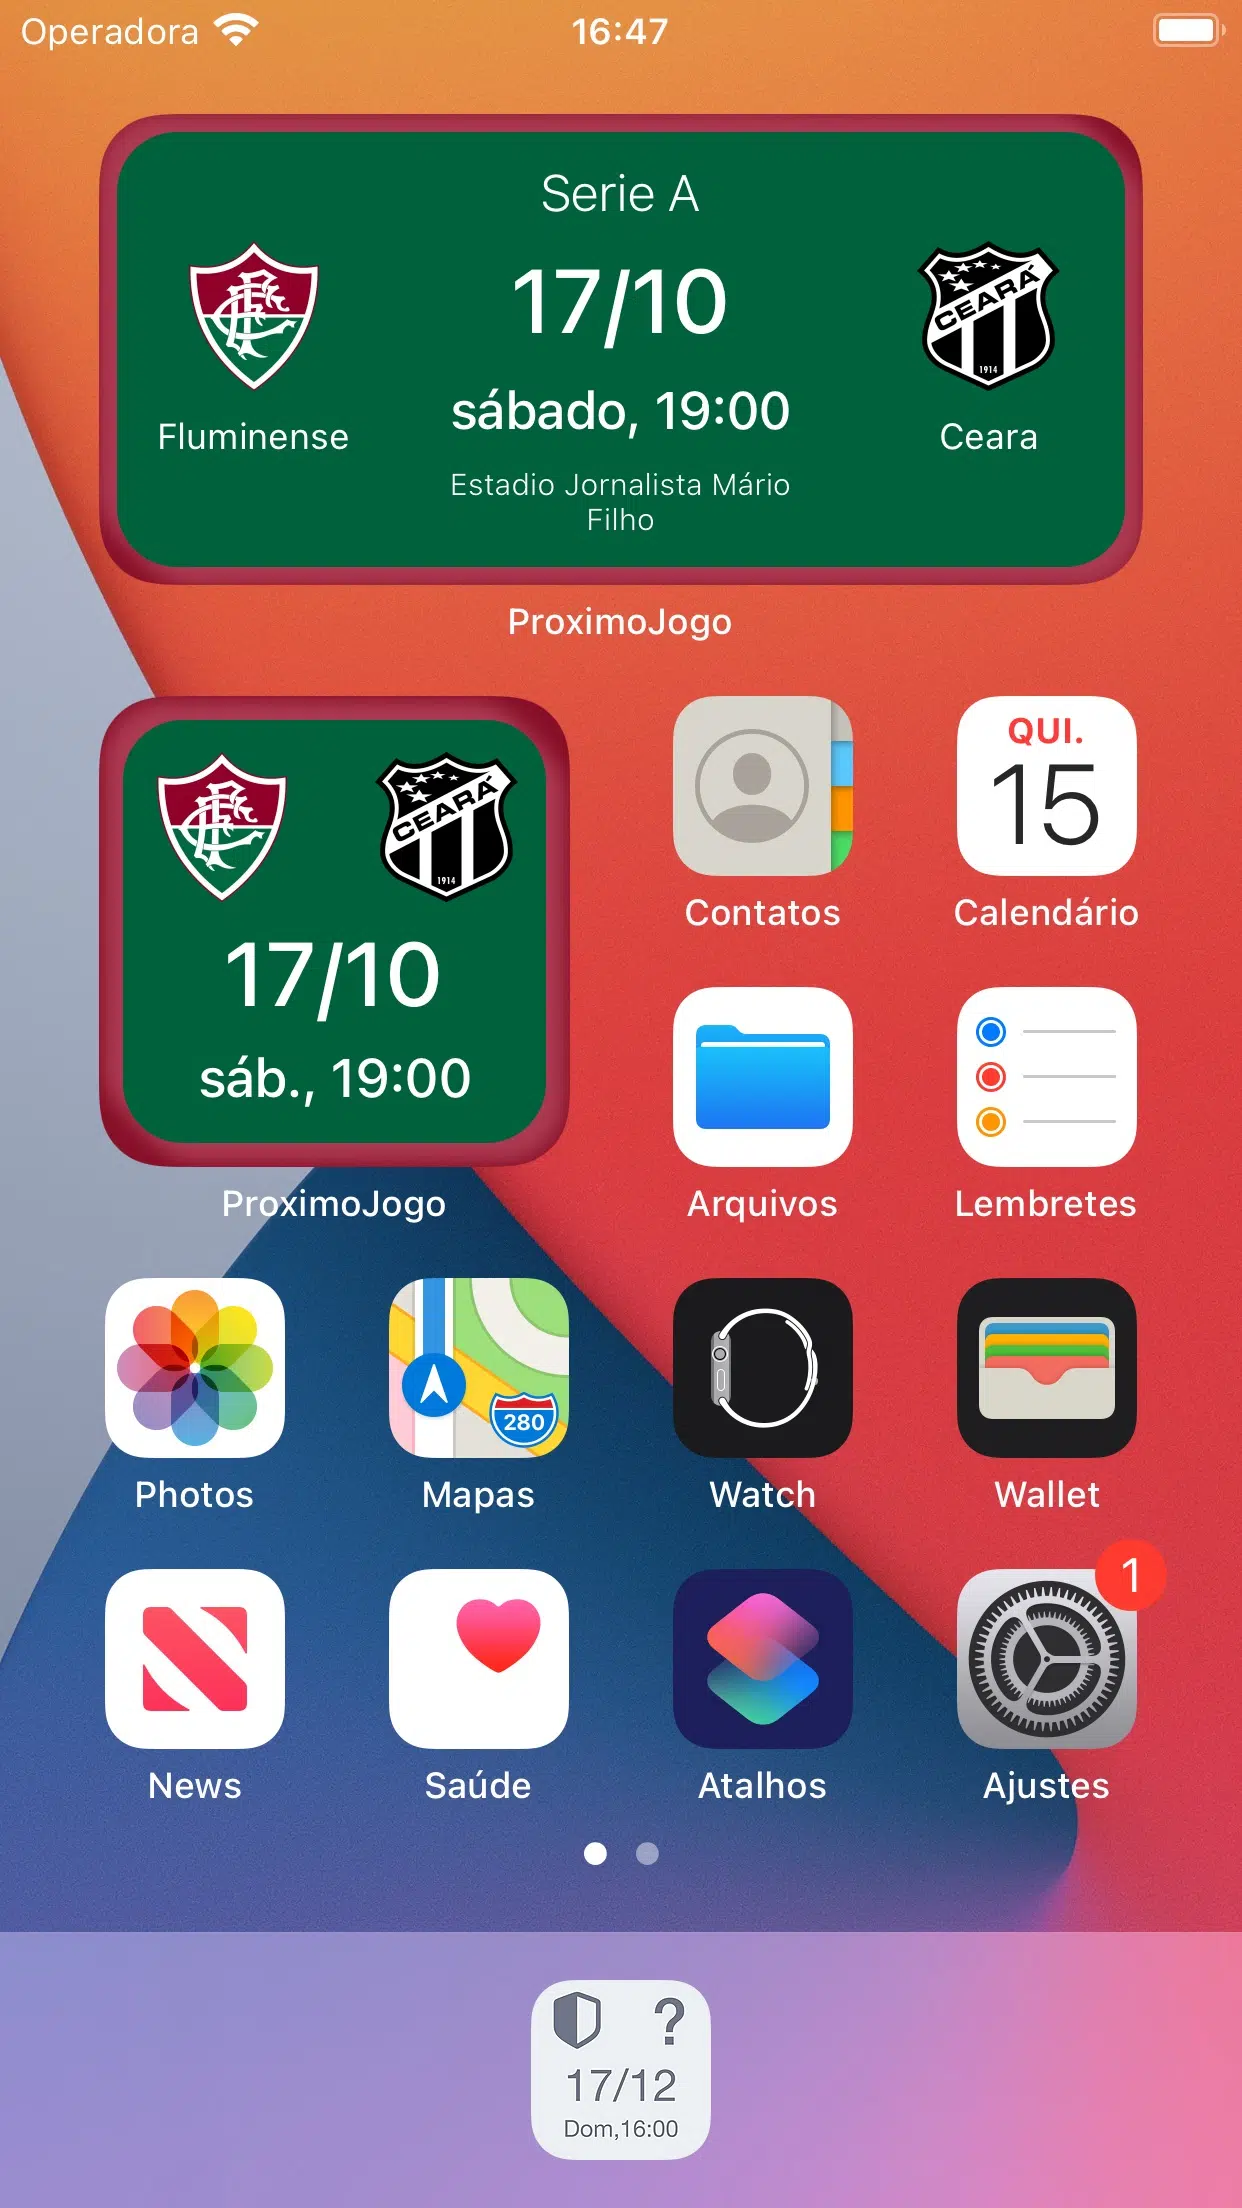 Operadora
16:47
Serie A
17/10
sábado, 19:00
Estadio Jornalista Mário
Filho
Fluminense
CEARÁ
1914
Ceara
ProximoJogo
CEARÁ
1914
17/10
sáb., 19:00
ProximoJogo
Contatos
QUI.
15
Calendário
Arquivos
Lembretes
Photos
280
Mapas
Watch
Wallet
News
Saúde
Atalhos
1
Ajustes
?
17/12
Dom,16:00